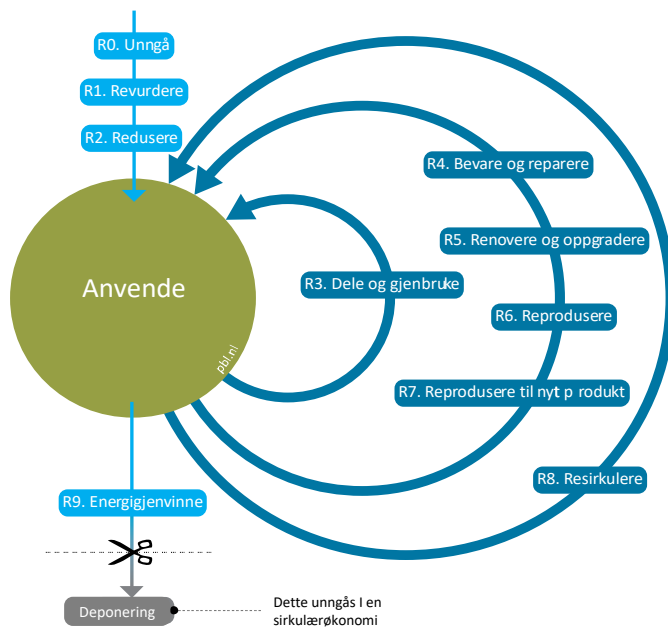 R0. Unngå
R1. Revurdere
R2. Redusere
R4. Bevare og reparere
R5. Renovere og oppgradere
R3. Dele og gjenbruke
Anvende
R6. Reprodusere
pbl.nl
R7. Reprodusere til nyt p rodukt
R8. Resirkulere
R9. Energigjenvinne
Deponering
Dette unngås I en
sirkulærøkonomi